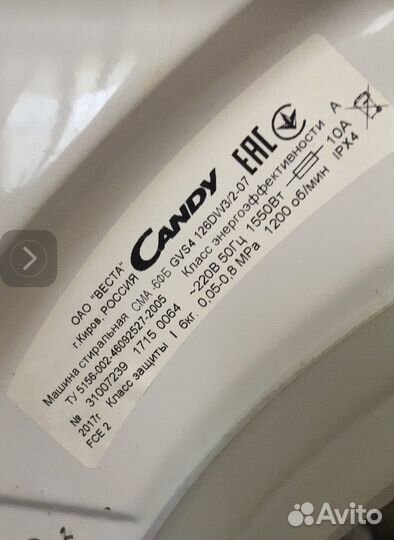 ОАО "ВЕСТА"
г.Киров, РОССИЯ
CANDY
EAC
Машина стиральная СМА -6ФБ GVS4 126DW3/2-07
ТУ 5156-002-46092527-2005 Класс энергоэффективности A
№ 31007239 1715 0064 ~220В 50Гц 1550Вт 10A
2017г Класс защиты I 6кг. 0,05-0,8 MPa 1200 об/мин IPX4
FCE 2
Avito